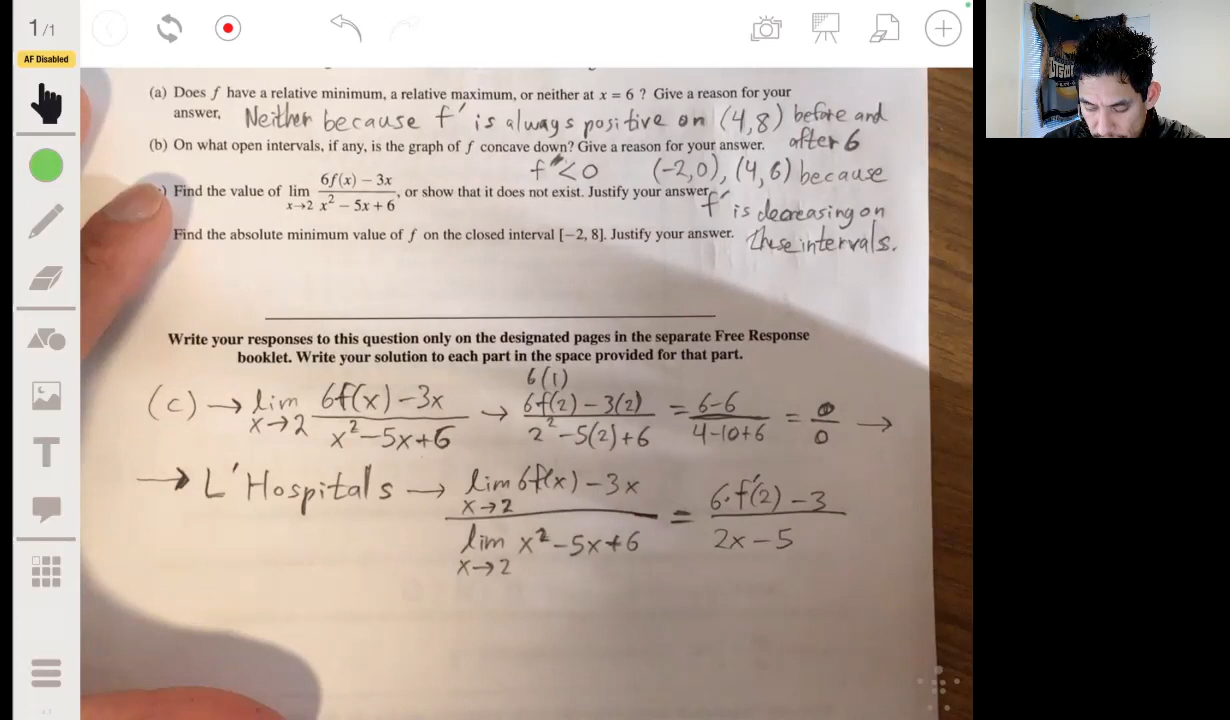 1/1
AF Disabled
(a) Does f have a relative minimum, a relative maximum, or neither at x = 6 ? Give a reason for your
answer. Neither because f' is always positive on (4,8) before and
after 6
(b) On what open intervals, if any, is the graph of f concave down? Give a reason for your answer.
f"<0 (-2,0), (4,6) because
f' is decreasing on
these intervals.
) Find the value of lim x→2 6f(x) − 3x / x² − 5x + 6, or show that it does not exist. Justify your answer.
Find the absolute minimum value of f on the closed interval [−2, 8]. Justify your answer.
Write your responses to this question only on the designated pages in the separate Free Response
booklet. Write your solution to each part in the space provided for that part.
6(1)
(c) → lim x→2 6f(x)−3x / x²−5x+6 → 6f(2)−3(2) / 2²−5(2)+6 = 6−6 / 4−10+6 = 0/0 →
→ L'Hospitals → lim x→2 6f(x)−3x / lim x→2 x²−5x+6 = 6·f'(2)−3 / 2x−5
T